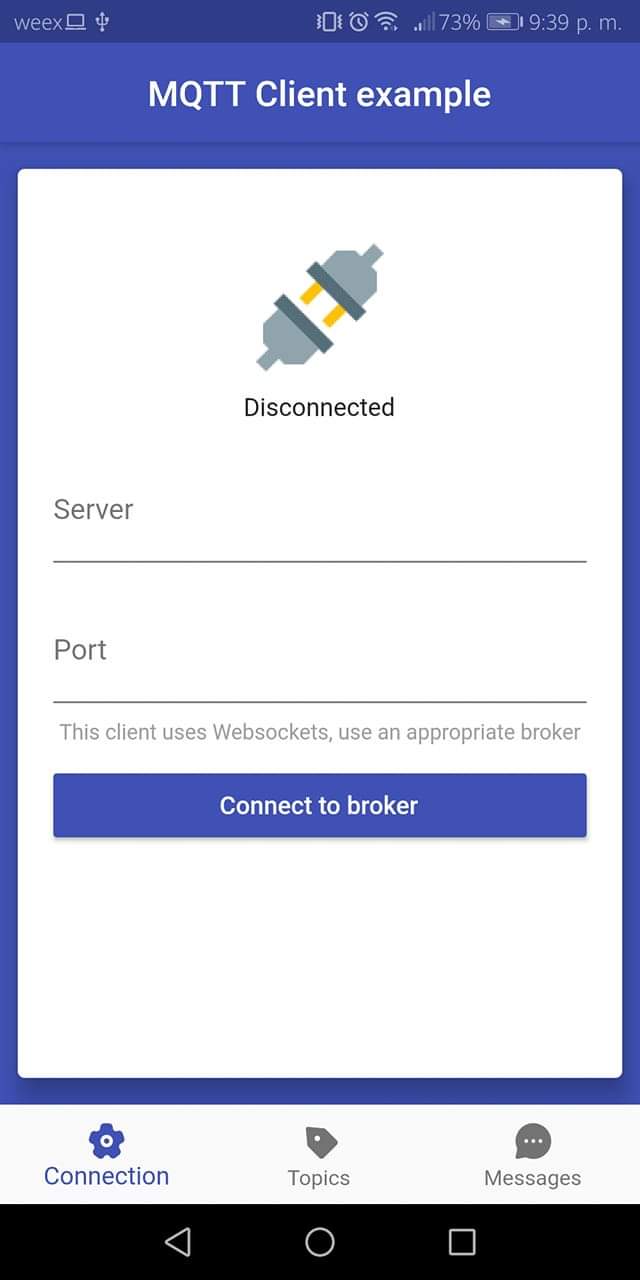 weex 73% 9:39 p. m.
MQTT Client example
Disconnected
Server
Port
This client uses Websockets, use an appropriate broker
Connect to broker
Connection Topics Messages